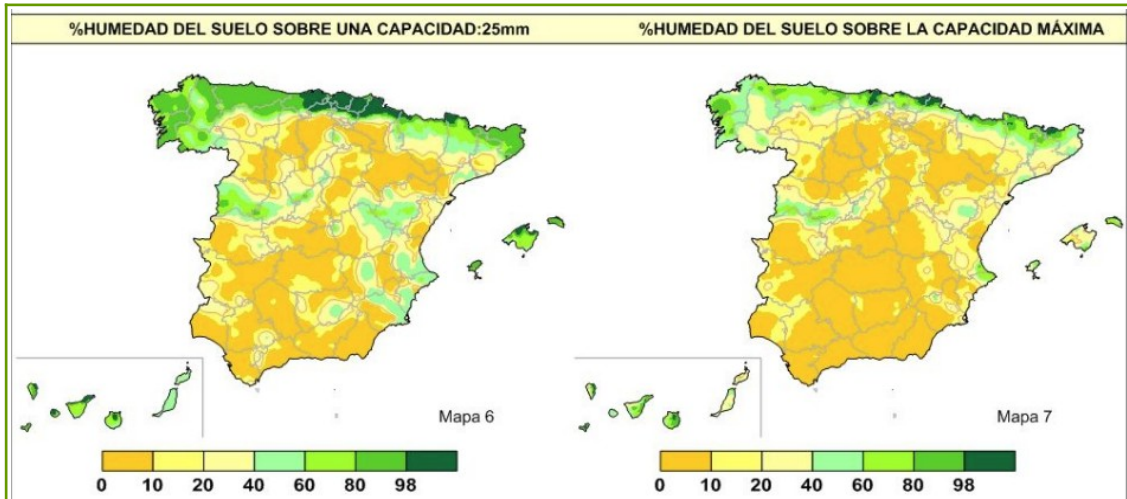 %HUMEDAD DEL SUELO SOBRE UNA CAPACIDAD:25mm
%HUMEDAD DEL SUELO SOBRE LA CAPACIDAD MÁXIMA
Mapa 6
Mapa 7
0 10 20 40 60 80 98
0 10 20 40 60 80 98